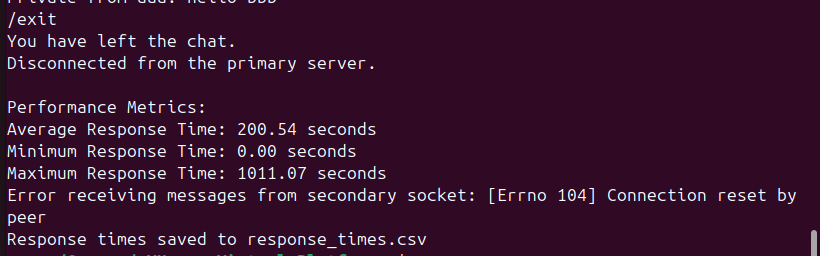 /exit
You have left the chat.
Disconnected from the primary server.
Performance Metrics:
Average Response Time: 200.54 seconds
Minimum Response Time: 0.00 seconds
Maximum Response Time: 1011.07 seconds
Error receiving messages from secondary socket: [Errno 104] Connection reset by
peer
Response times saved to response_times.csv